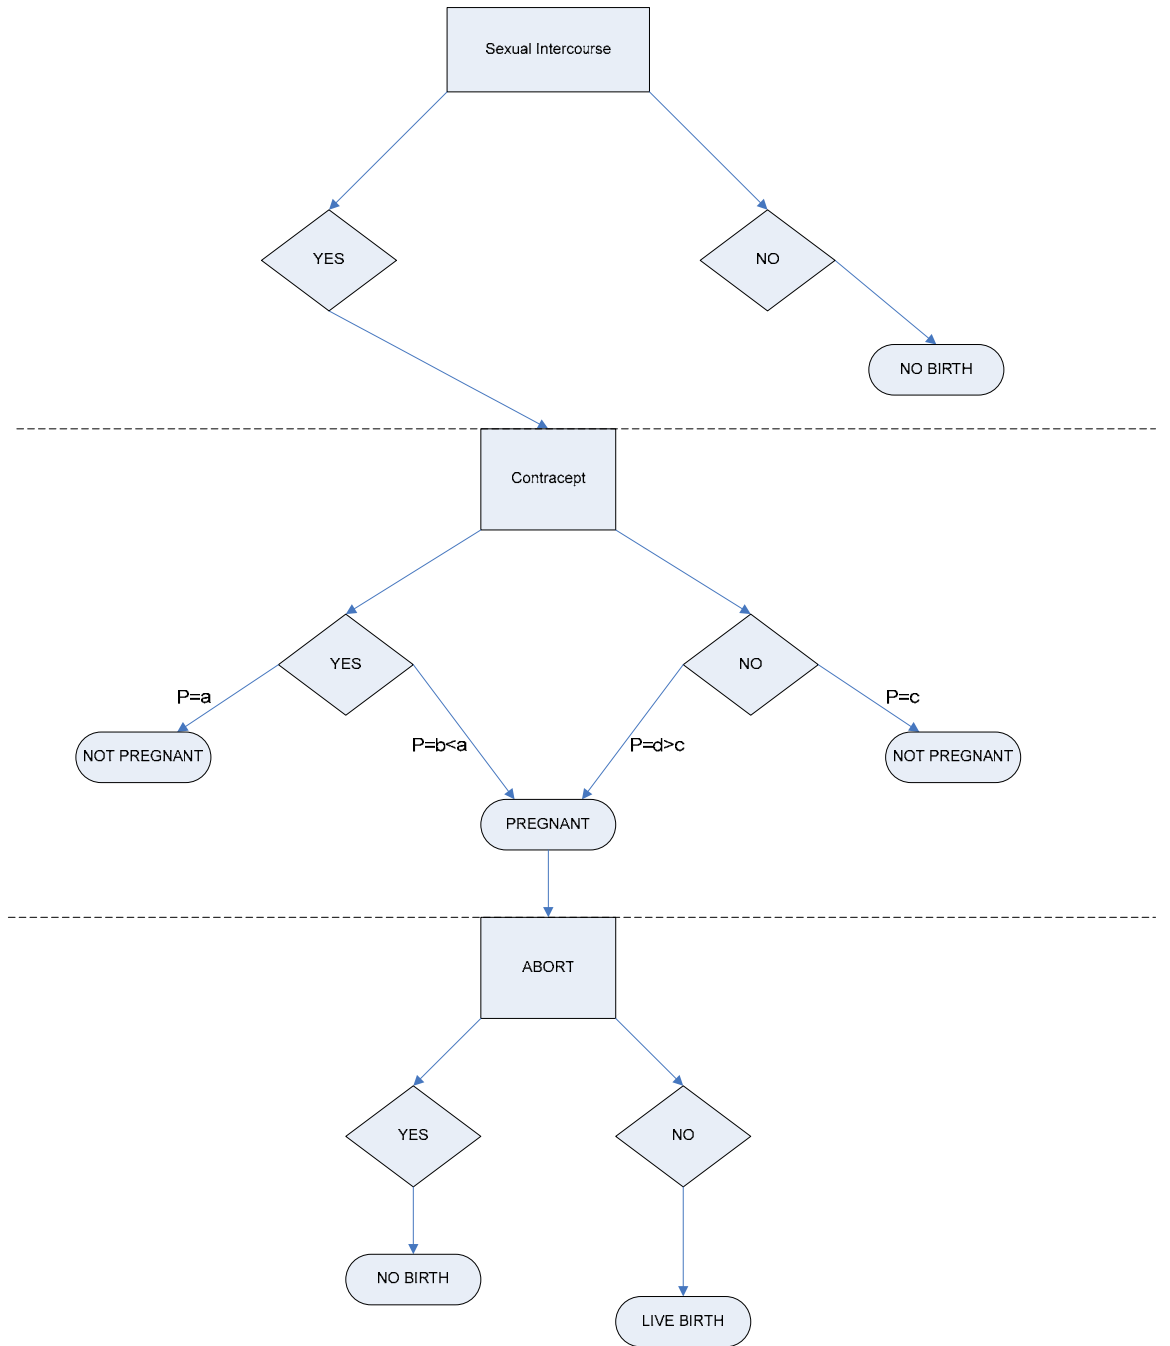 Sexual Intercourse
YES
NO
NO BIRTH
Contracept
YES
NO
P=a
P=c
P=b<a
P=d>c
NOT PREGNANT
NOT PREGNANT
PREGNANT
ABORT
YES
NO
NO BIRTH
LIVE BIRTH